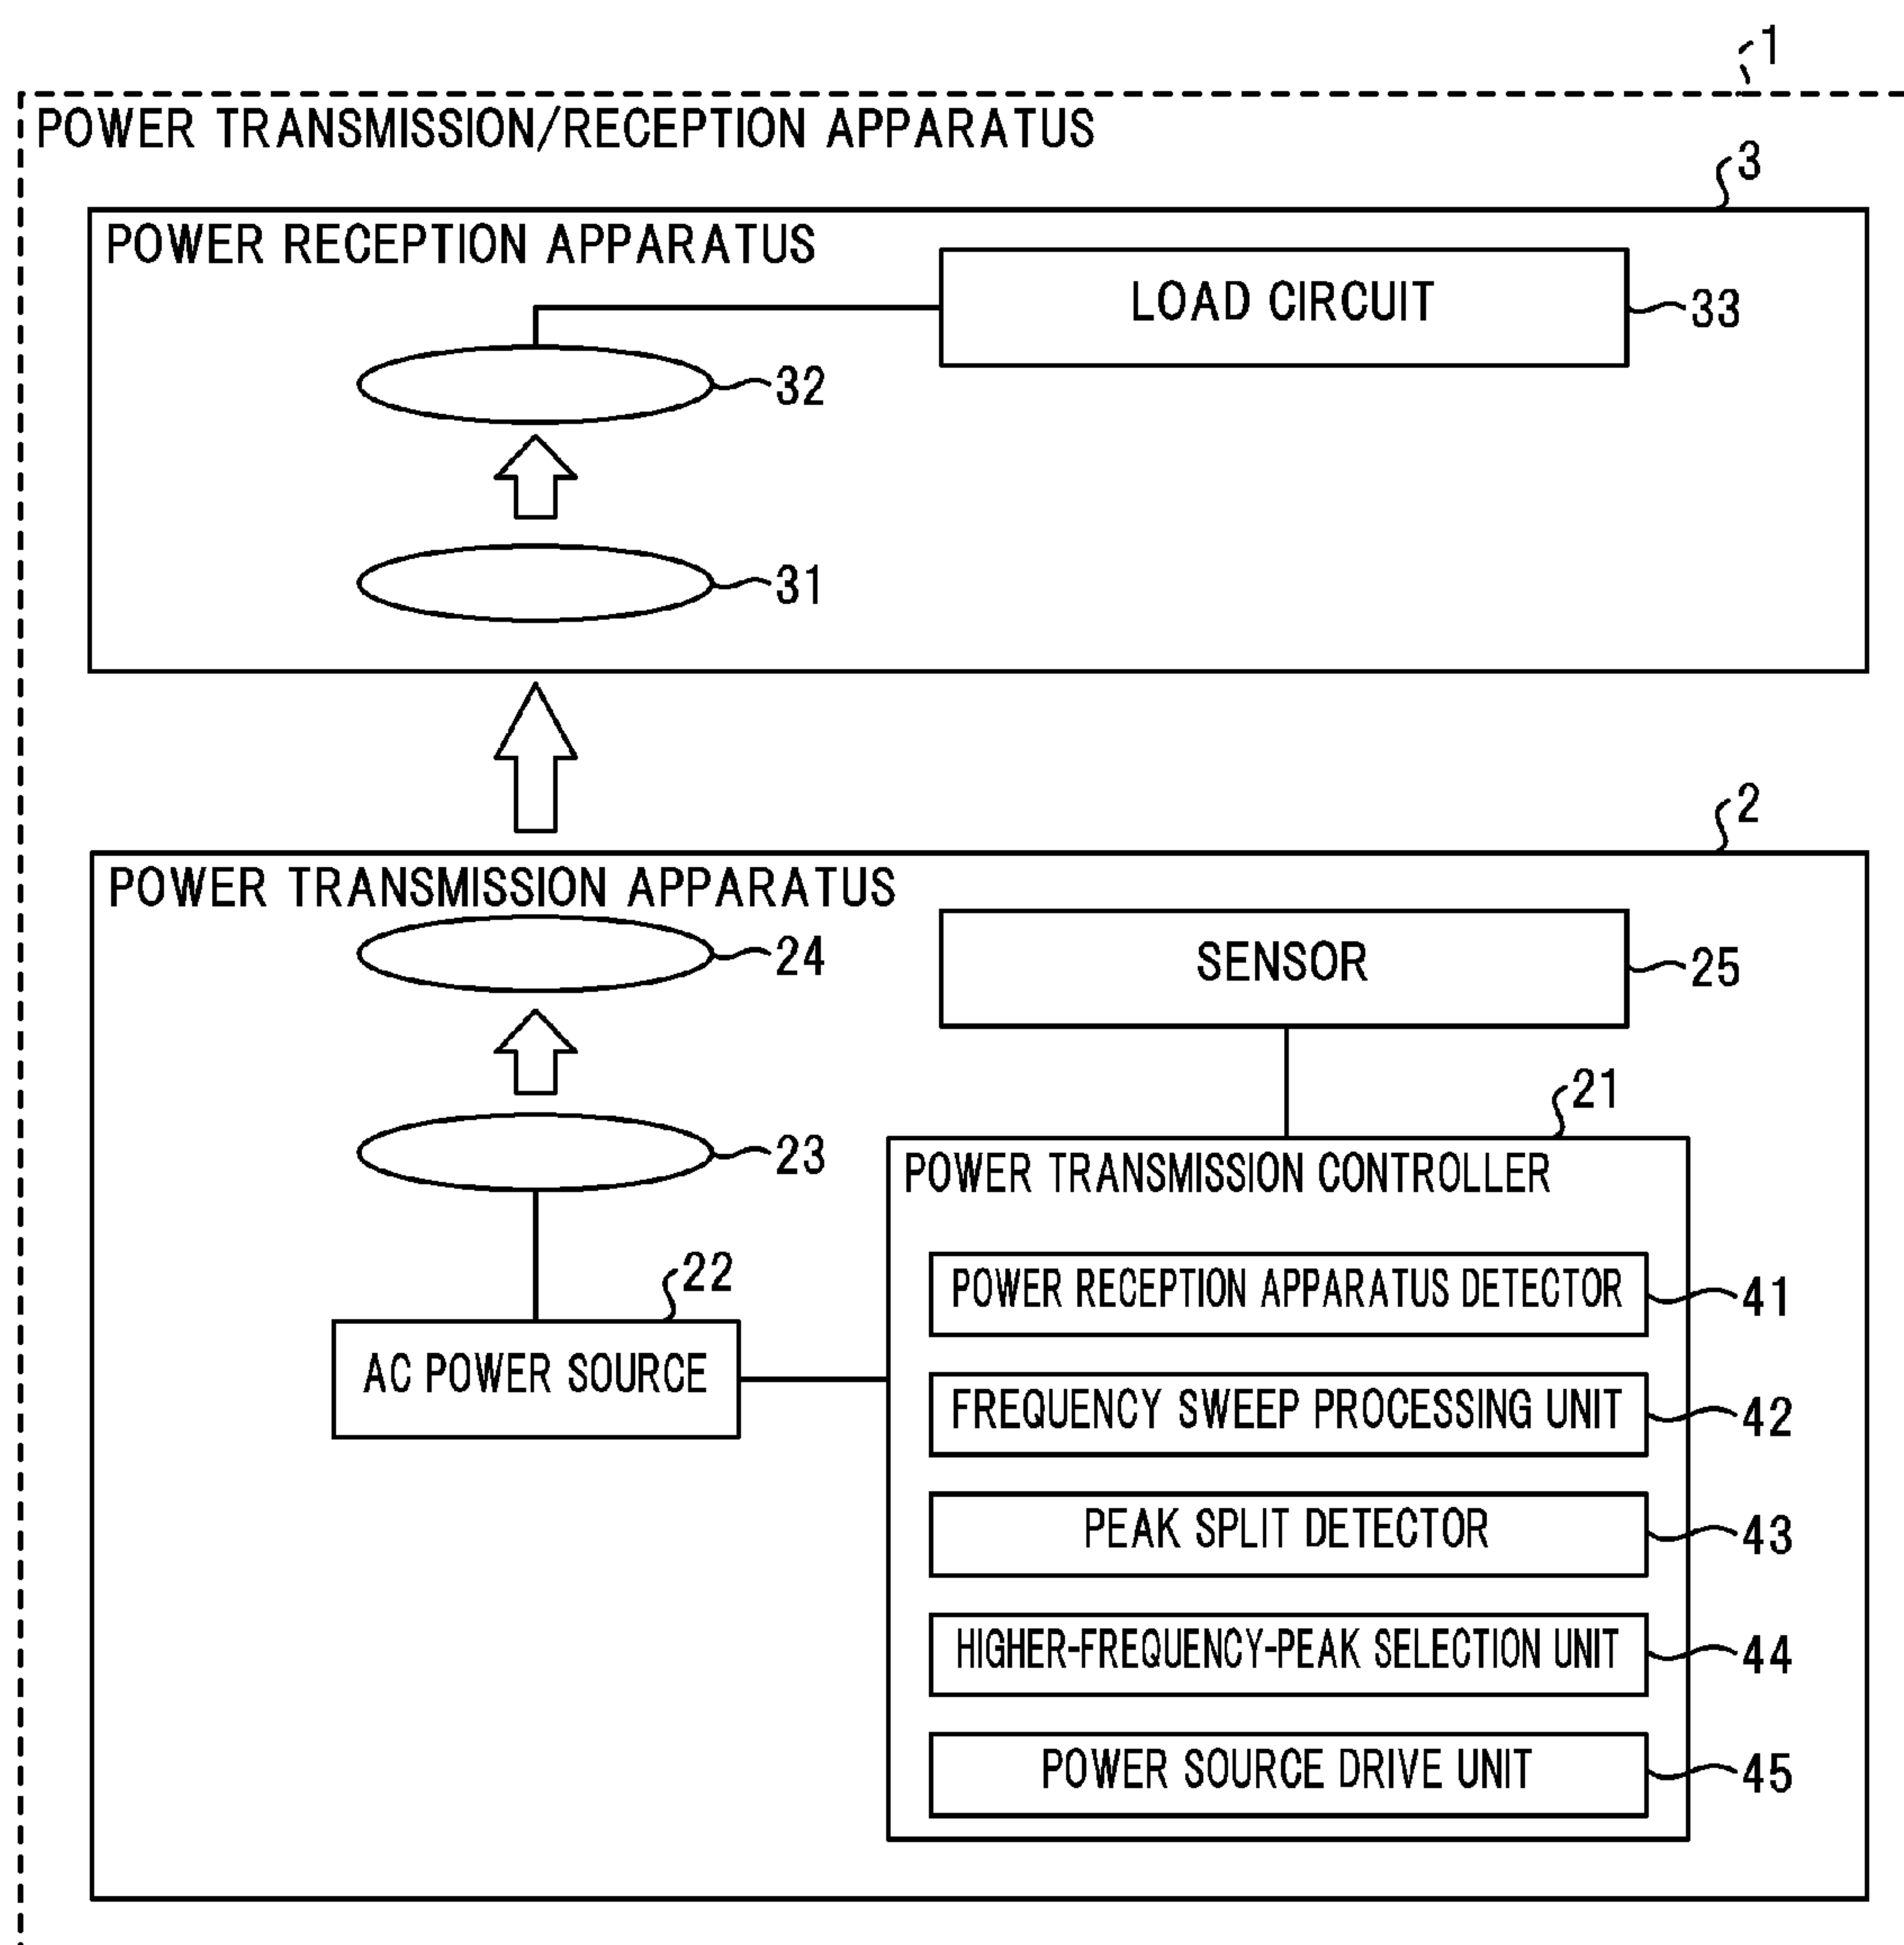 1
POWER TRANSMISSION/RECEPTION APPARATUS
3
POWER RECEPTION APPARATUS
LOAD CIRCUIT
33
32
31
2
POWER TRANSMISSION APPARATUS
24
SENSOR
25
23
21
POWER TRANSMISSION CONTROLLER
22
AC POWER SOURCE
POWER RECEPTION APPARATUS DETECTOR
41
FREQUENCY SWEEP PROCESSING UNIT
42
PEAK SPLIT DETECTOR
43
HIGHER-FREQUENCY-PEAK SELECTION UNIT
44
POWER SOURCE DRIVE UNIT
45